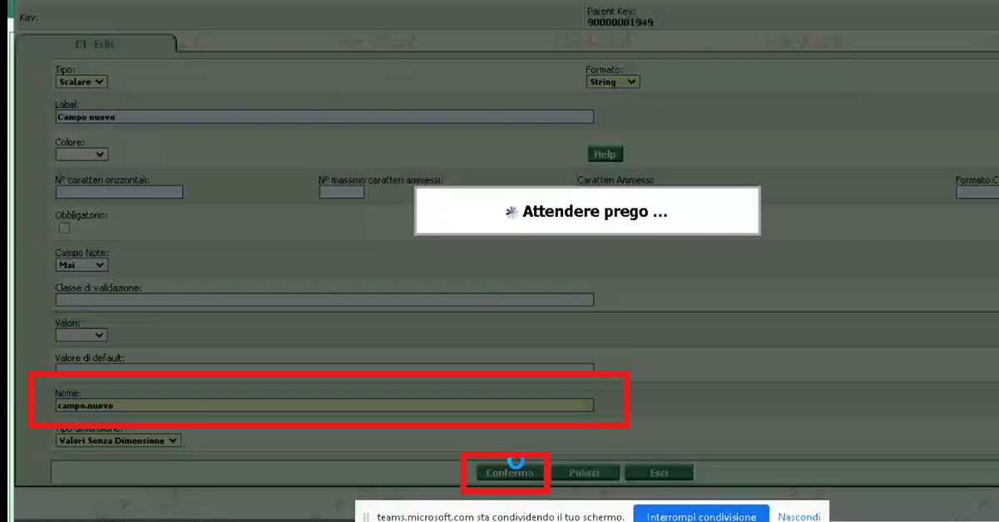 Key:
Parent Key:
90000001949
ET Edit
Tipo:
Formato:
Scalare
String
Label:
Campo nuovo
Colore:
Help
N° caratteri orizzontali:
N° massimo caratteri ammessi:
Caratteri Ammessi:
Formato C
Attendere prego ...
Obbligatorio:
Campo Note:
Mai
Classe di validazione:
Valori:
Valore di default:
Nome:
campo.nuovo
Tipo dimensione:
Valori Senza Dimensione
Conferma
Pulisci
Esci
teams.microsoft.com sta condividendo il tuo schermo.
Interrompi condivisione
Nascondi